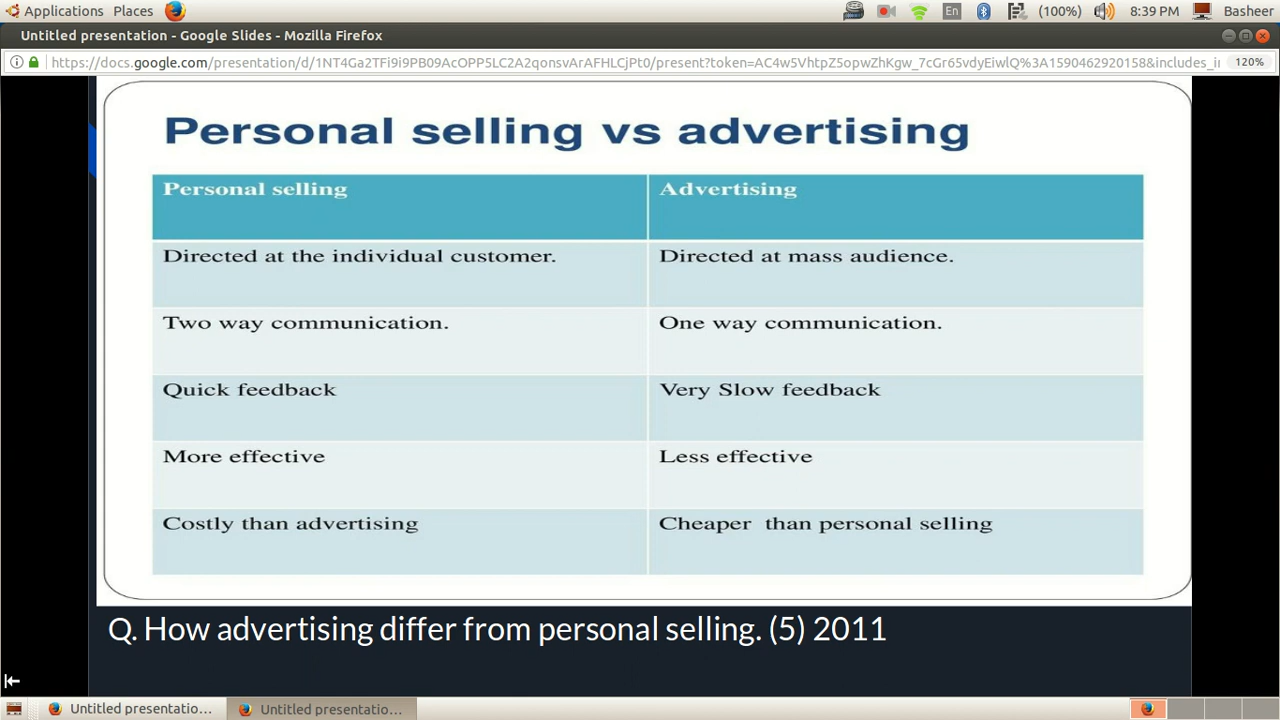 Applications Places En (100%) 8:39 PM Basheer
Untitled presentation - Google Slides - Mozilla Firefox
https://docs.google.com/presentation/d/1NT4Ga2TFi9i9PB09AcOPP5LC2A2qonsvArAFHLCjPt0/present?token=AC4w5VhtpZ5opwZhKgw_7cGr65vdyEiwlQ%3A1590462920158&includes_i 120%
Personal selling vs advertising
Personal selling Advertising
Directed at the individual customer. Directed at mass audience.
Two way communication. One way communication.
Quick feedback Very Slow feedback
More effective Less effective
Costly than advertising Cheaper than personal selling
Q. How advertising differ from personal selling. (5) 2011
Untitled presentatio... Untitled presentatio...